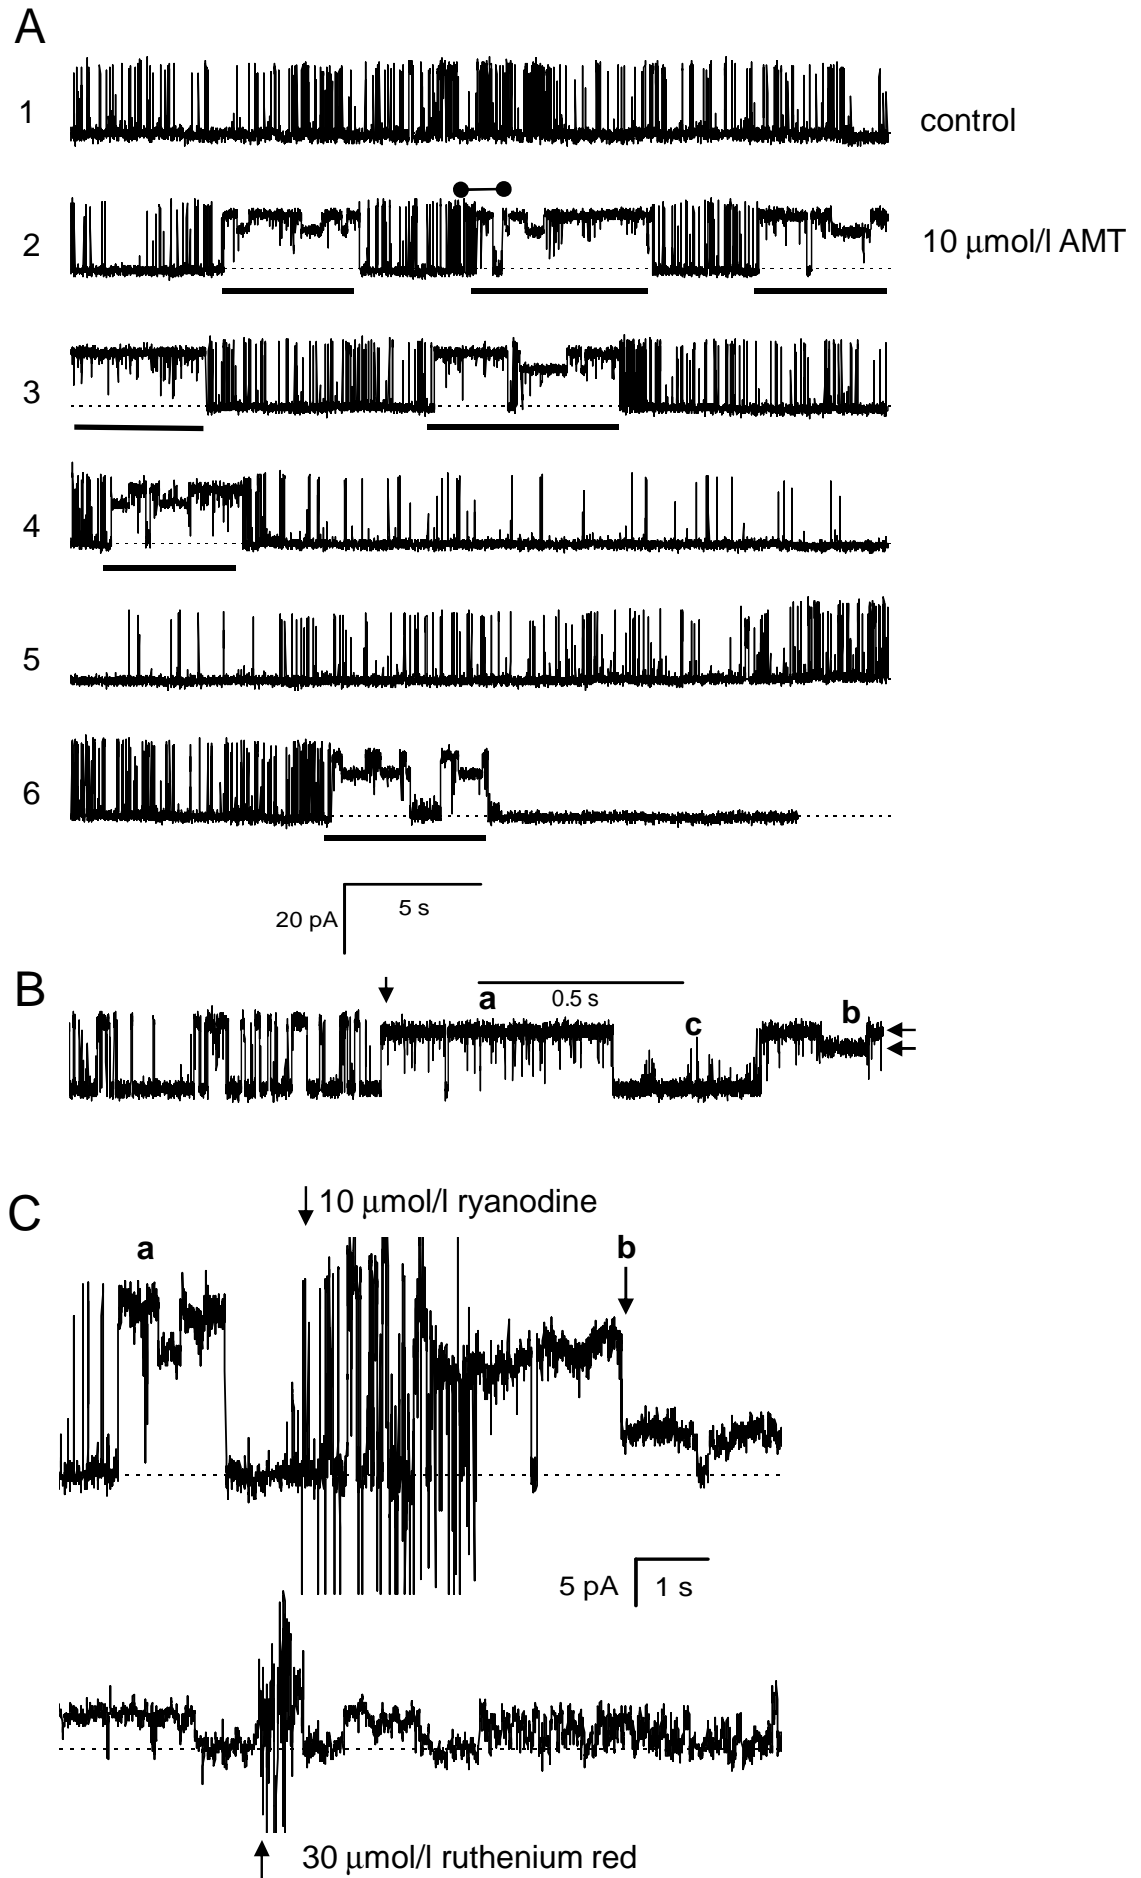 A
1
control
2
10 μmol/l AMT
3
4
5
6
5 s
20 pA
B
a
0.5 s
c
b
C
10 μmol/l ryanodine
a
b
5 pA
1 s
30 μmol/l ruthenium red